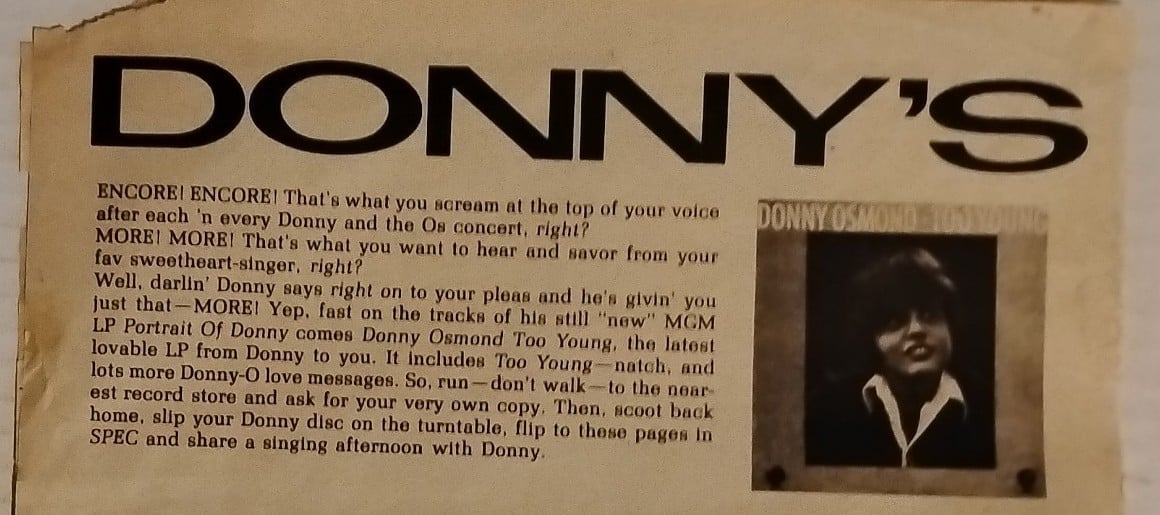 DONNY'S
ENCORE! ENCORE! That's what you scream at the top of your voice
after each 'n every Donny and the Os concert, right?
MORE! MORE! That's what you want to hear and savor from your
fav sweetheart-singer, right?
Well, darlin' Donny says right on to your pleas and he's givin' you
just that—MORE! Yep, fast on the tracks of his still "new" MGM
LP Portrait Of Donny comes Donny Osmond Too Young, the latest
lovable LP from Donny to you. It includes Too Young—natch, and
lots more Donny-O love messages. So, run—don't walk—to the near-
est record store and ask for your very own copy. Then, scoot back
home, slip your Donny disc on the turntable, flip to these pages in
SPEC and share a singing afternoon with Donny.
DONNY OSMOND TOO YOUNG